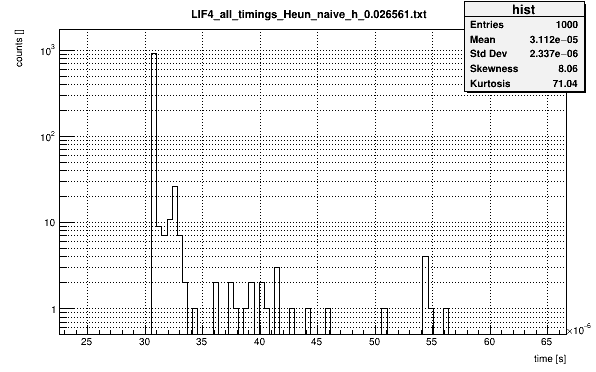 LIF4_all_timings_Heun_naive_h_0.026561.txt
hist
Entries 1000
Mean 3.112e−05
Std Dev 2.337e−06
Skewness 8.06
Kurtosis 71.04
counts []
10³
10²
10
1
25 30 35 40 45 50 55 60 65
×10⁻⁶
time [s]